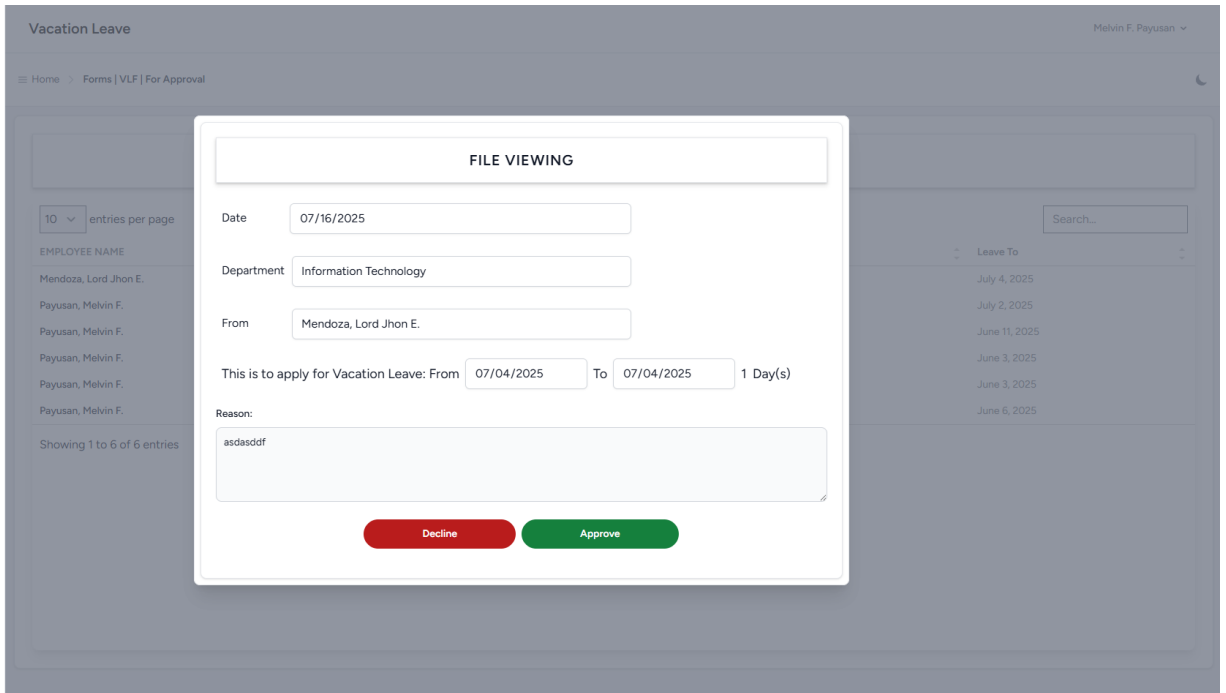 Vacation Leave
Melvin F. Payusan
Home > Forms | VLF | For Approval
FILE VIEWING
Date 07/16/2025
Department Information Technology
From Mendoza, Lord Jhon E.
This is to apply for Vacation Leave: From 07/04/2025 To 07/04/2025 1 Day(s)
Reason:
asdasddf
Decline Approve
10 entries per page
Search...
EMPLOYEE NAME Leave To
Mendoza, Lord Jhon E. July 4, 2025
Payusan, Melvin F. July 2, 2025
Payusan, Melvin F. June 11, 2025
Payusan, Melvin F. June 3, 2025
Payusan, Melvin F. June 3, 2025
Payusan, Melvin F. June 6, 2025
Showing 1 to 6 of 6 entries